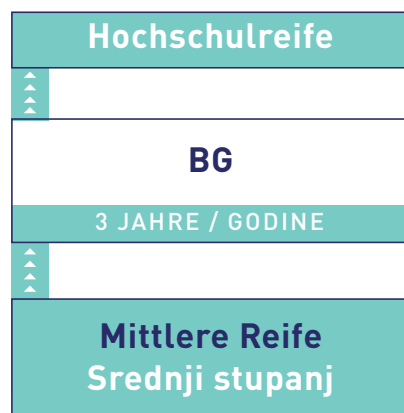 Hochschulreife
BG
3 JAHRE / GODINE
Mittlere Reife
Srednji stupanj